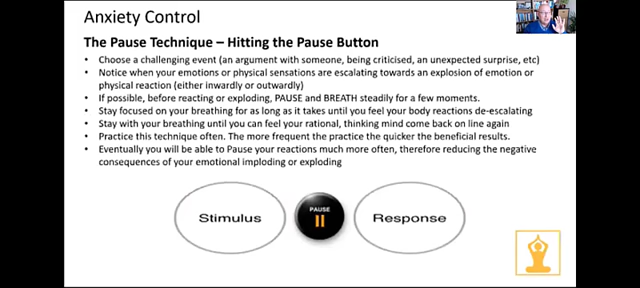 Anxiety Control
The Pause Technique – Hitting the Pause Button
• Choose a challenging event (an argument with someone, being criticised, an unexpected surprise, etc)
• Notice when your emotions or physical sensations are escalating towards an explosion of emotion or
physical reaction (either inwardly or outwardly)
• If possible, before reacting or exploding, PAUSE and BREATH steadily for a few moments.
• Stay focused on your breathing for as long as it takes until you feel your body reactions de-escalating
• Stay with your breathing until you can feel your rational, thinking mind come back on line again
• Practice this technique often. The more frequent the practice the quicker the beneficial results.
• Eventually you will be able to Pause your reactions much more often, therefore reducing the negative
consequences of your emotional imploding or exploding
Stimulus
PAUSE
Response